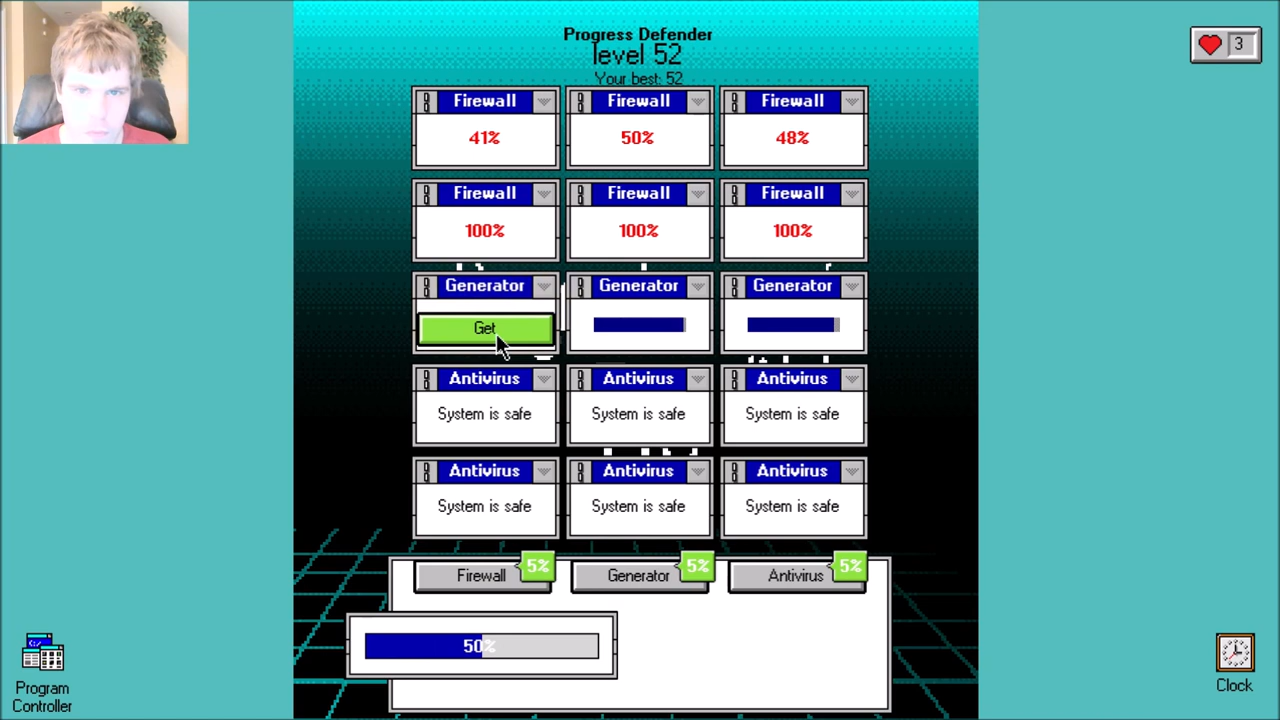 Progress Defender
level 52
Your best: 52
3
Firewall Firewall Firewall
41% 50% 48%
Firewall Firewall Firewall
100% 100% 100%
Generator Generator Generator
Get
Antivirus Antivirus Antivirus
System is safe System is safe System is safe
Antivirus Antivirus Antivirus
System is safe System is safe System is safe
5% 5% 5%
Firewall Generator Antivirus
50%
Program
Controller
Clock